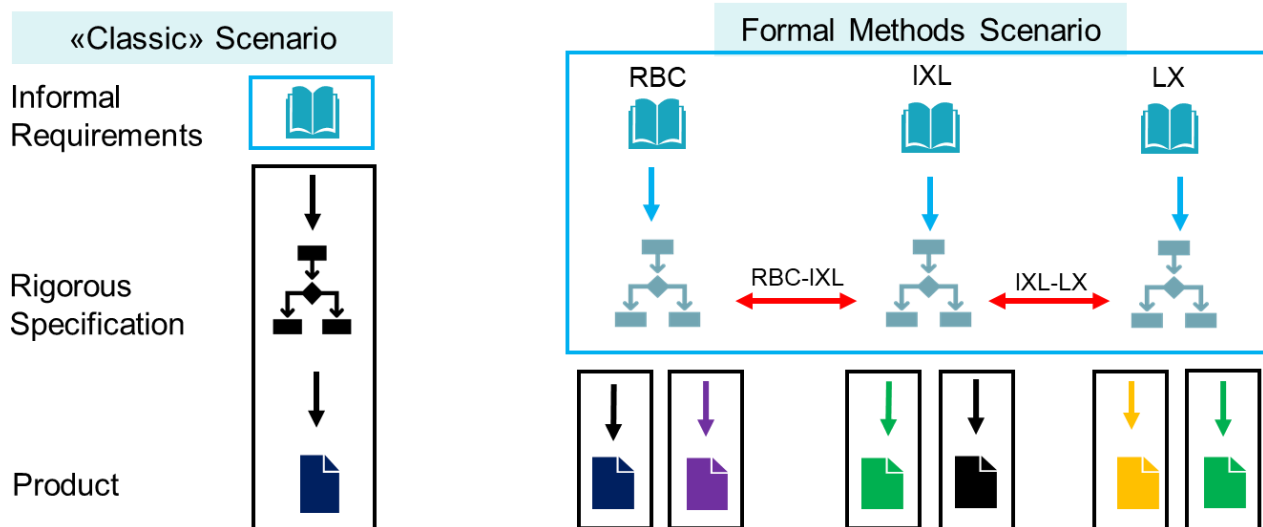 «Classic» Scenario
Formal Methods Scenario
Informal
Requirements
RBC
IXL
LX
Rigorous
Specification
RBC-IXL
IXL-LX
Product